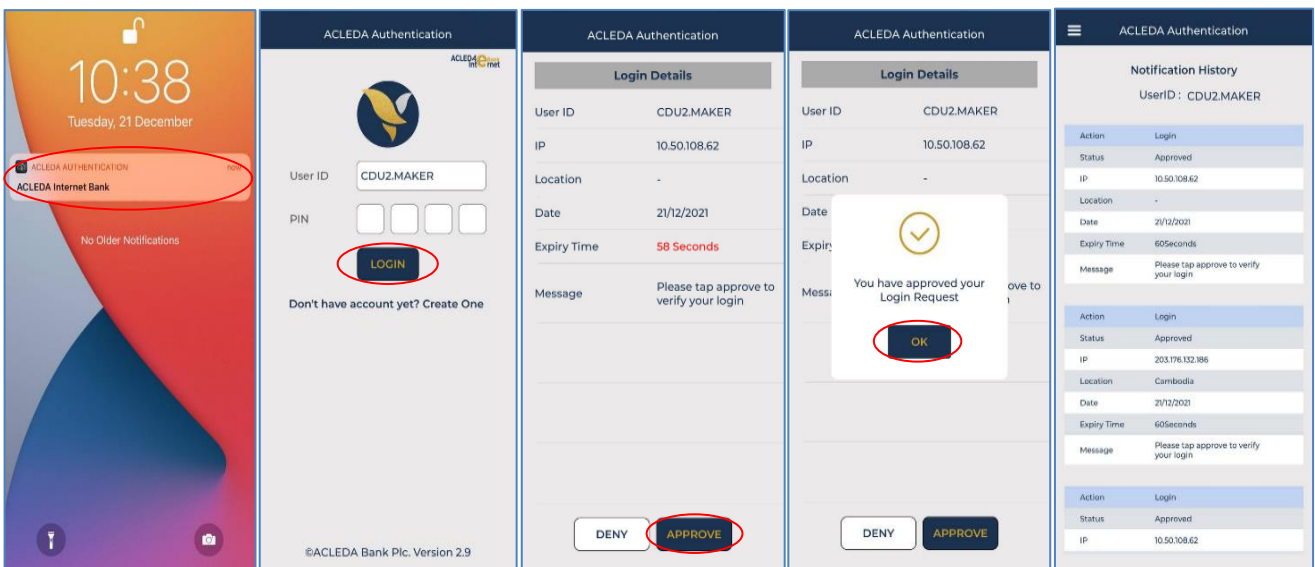 10:38
Tuesday, 21 December
ACLEDA AUTHENTICATION now
ACLEDA Internet Bank
No Older Notifications
ACLEDA Authentication
User ID CDU2.MAKER
PIN
LOGIN
Don't have account yet? Create One
©ACLEDA Bank Plc. Version 2.9
ACLEDA Authentication
Login Details
User ID CDU2.MAKER
IP 10.50.108.62
Location -
Date 21/12/2021
Expiry Time 58 Seconds
Message Please tap approve to
verify your login
DENY APPROVE
ACLEDA Authentication
Login Details
User ID CDU2.MAKER
IP 10.50.108.62
Location -
Date
Expiry
You have approved your
Login Request
Messa ove to
OK
DENY APPROVE
ACLEDA Authentication
Notification History
UserID : CDU2.MAKER
Action Login
Status Approved
IP 10.50.108.62
Location -
Date 21/12/2021
Expiry Time 60Seconds
Message Please tap approve to verify
your login
Action Login
Status Approved
IP 203.176.132.186
Location Cambodia
Date 21/12/2021
Expiry Time 60Seconds
Message Please tap approve to verify
your login
Action Login
Status Approved
IP 10.50.108.62